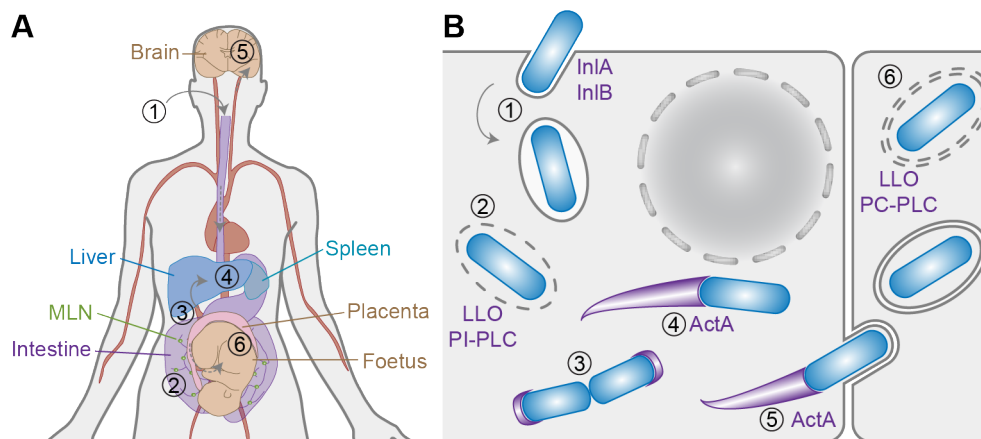 A
Brain
5
1
Liver
Spleen
4
3
MLN
Placenta
Intestine
6
Foetus
2
B
InlA
InlB
1
6
LLO
PC-PLC
2
LLO
PI-PLC
4 ActA
3
5 ActA